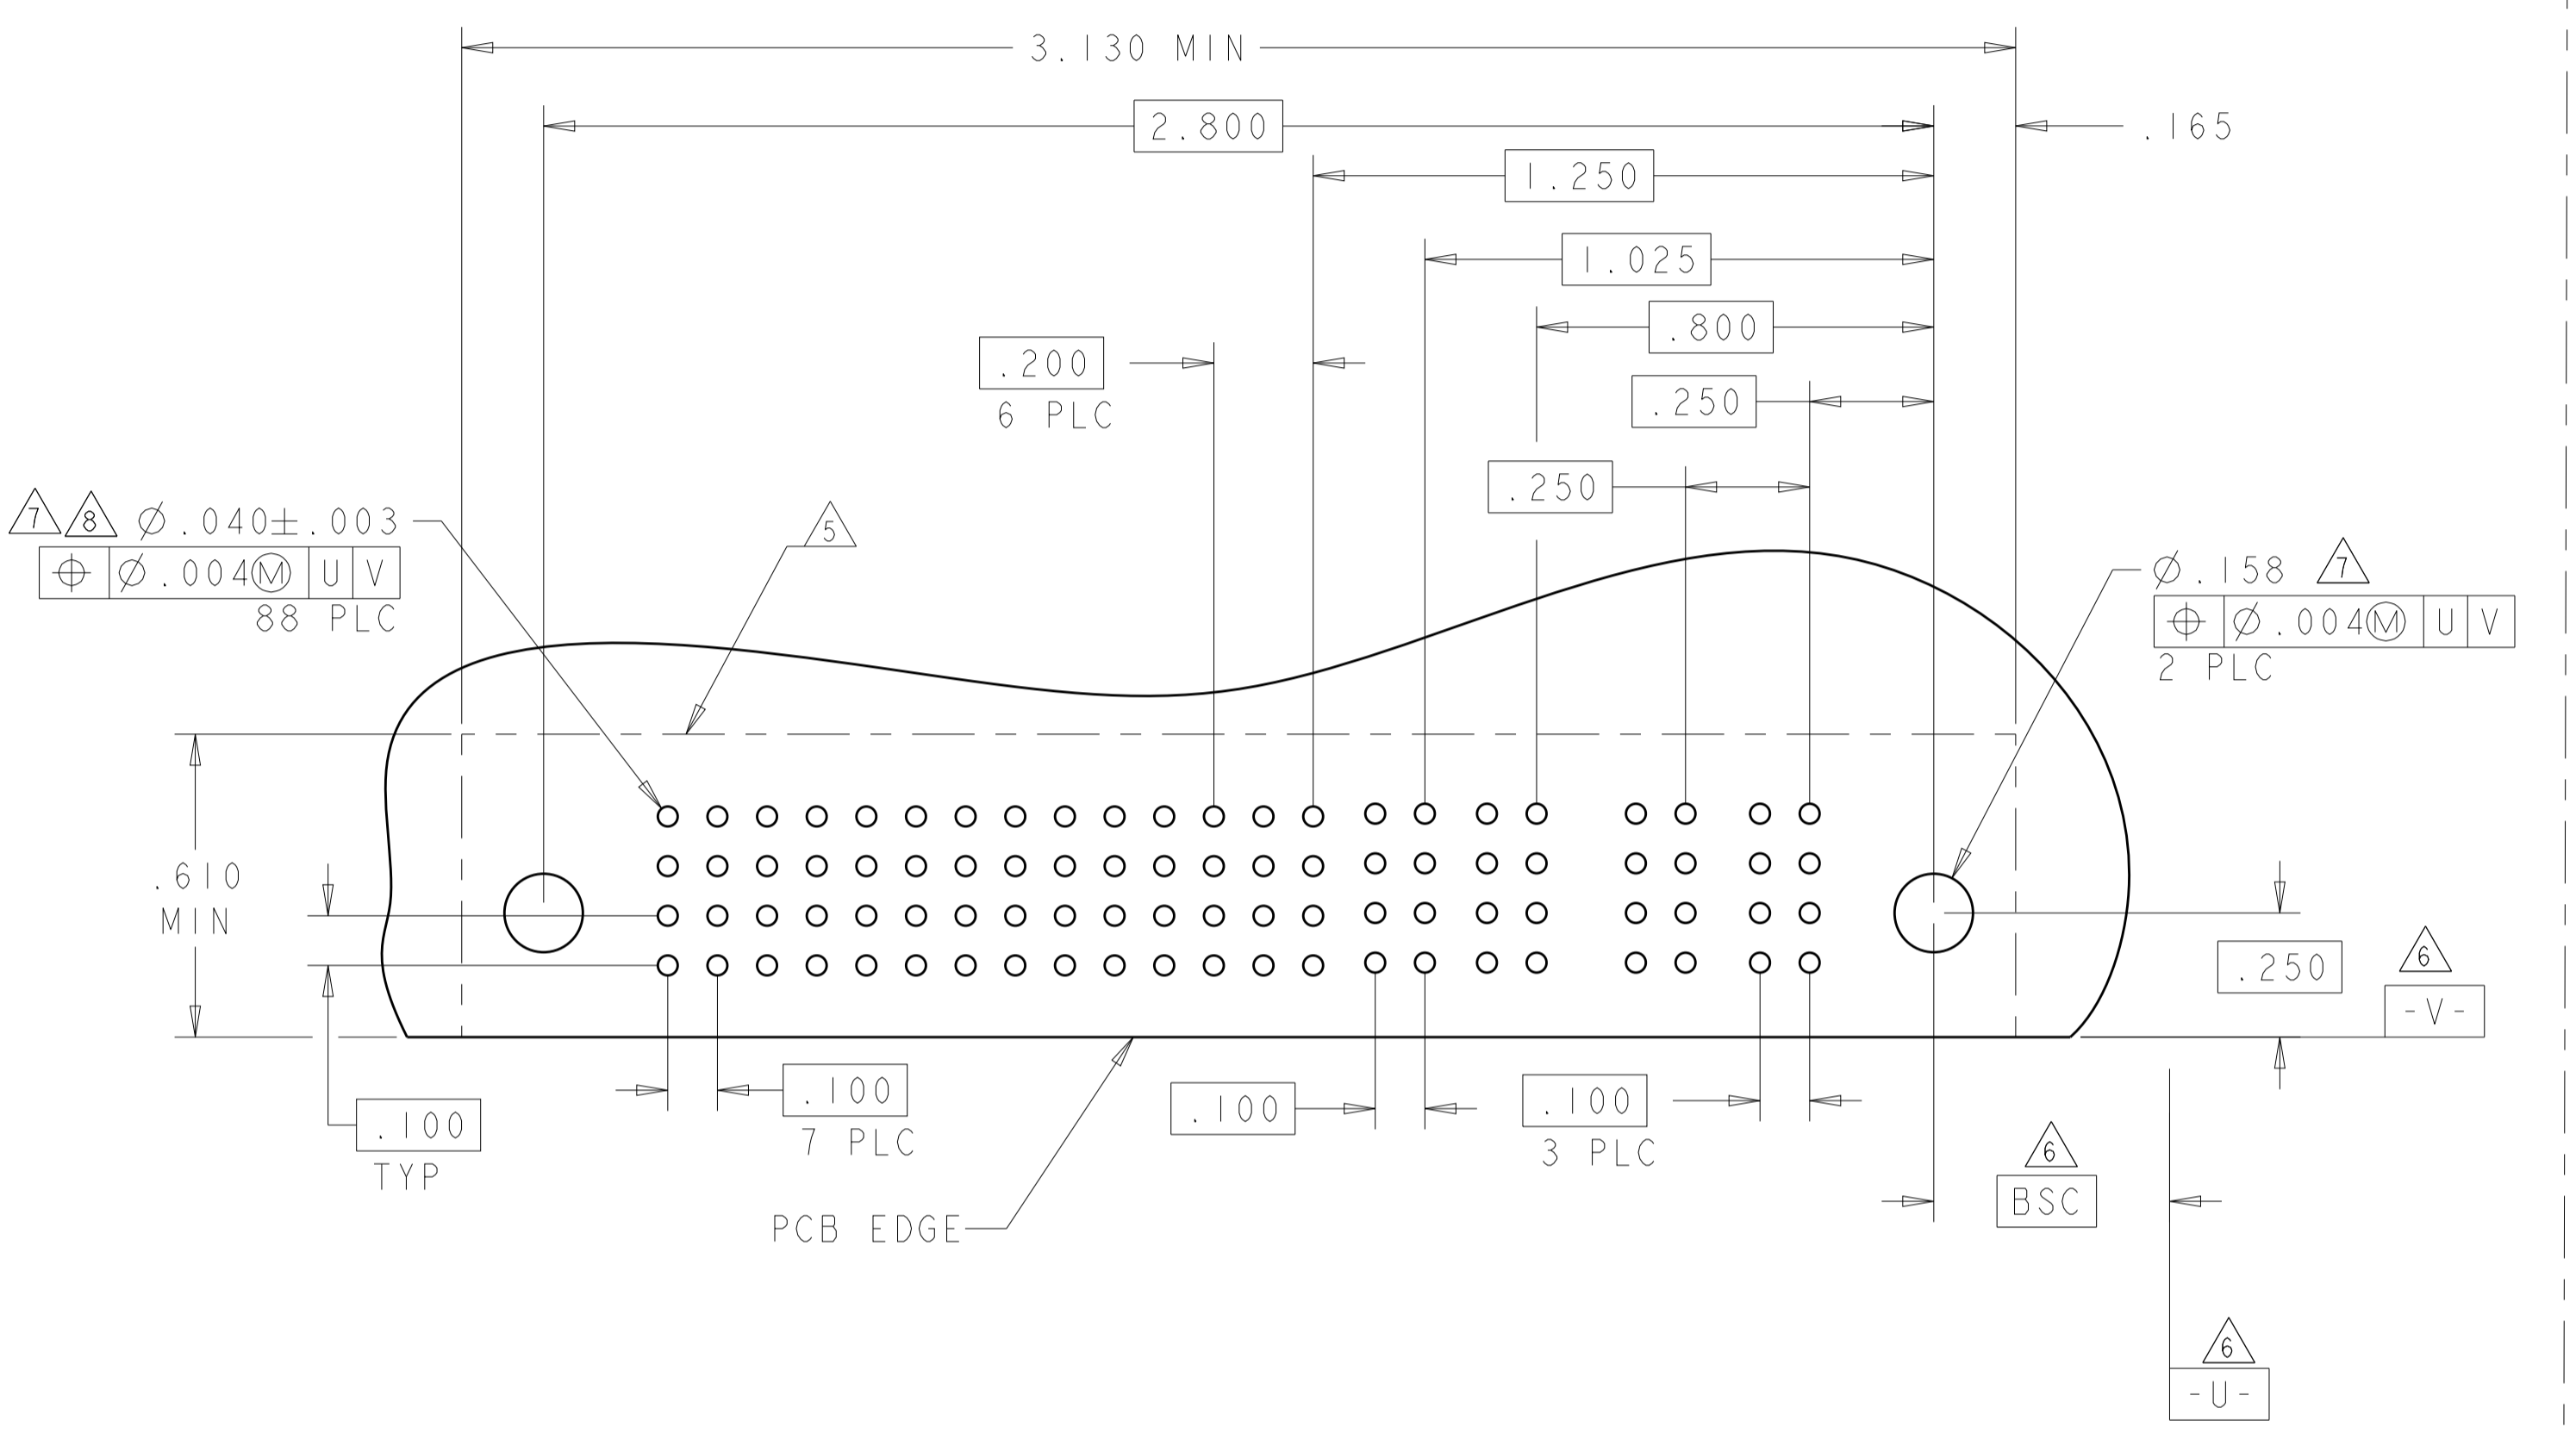 3.130 MIN
2.800
.165
1.250
1.025
.800
.200
6 PLC
.250
.250
7 8 Ø.040±.003
⌖ Ø.004Ⓜ U V
88 PLC
5
Ø.158 7
⌖ Ø.004Ⓜ U V
2 PLC
.610
MIN
.250
6
-V-
.100
TYP
.100
7 PLC
.100
.100
3 PLC
6
BSC
PCB EDGE
6
-U-